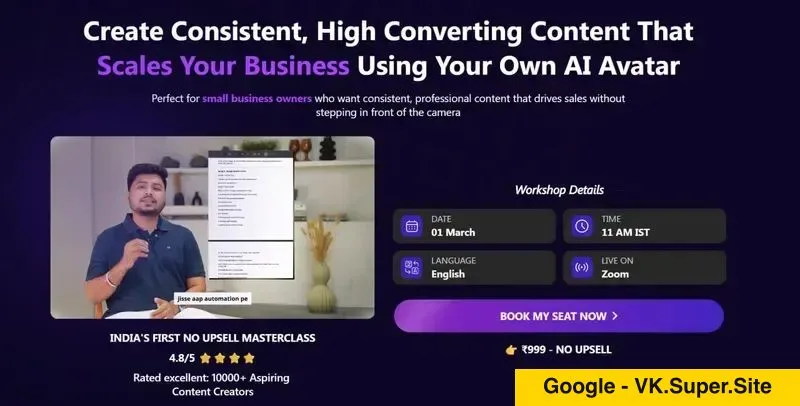 Create Consistent, High Converting Content That
Scales Your Business Using Your Own AI Avatar
Perfect for small business owners who want consistent, professional content that drives sales without
stepping in front of the camera
jisse aap automation pe
INDIA'S FIRST NO UPSELL MASTERCLASS
4.8/5
Rated excellent: 10000+ Aspiring
Content Creators
Workshop Details
DATE
01 March
TIME
11 AM IST
LANGUAGE
English
LIVE ON
Zoom
BOOK MY SEAT NOW
₹999 - NO UPSELL
Google - VK.Super.Site